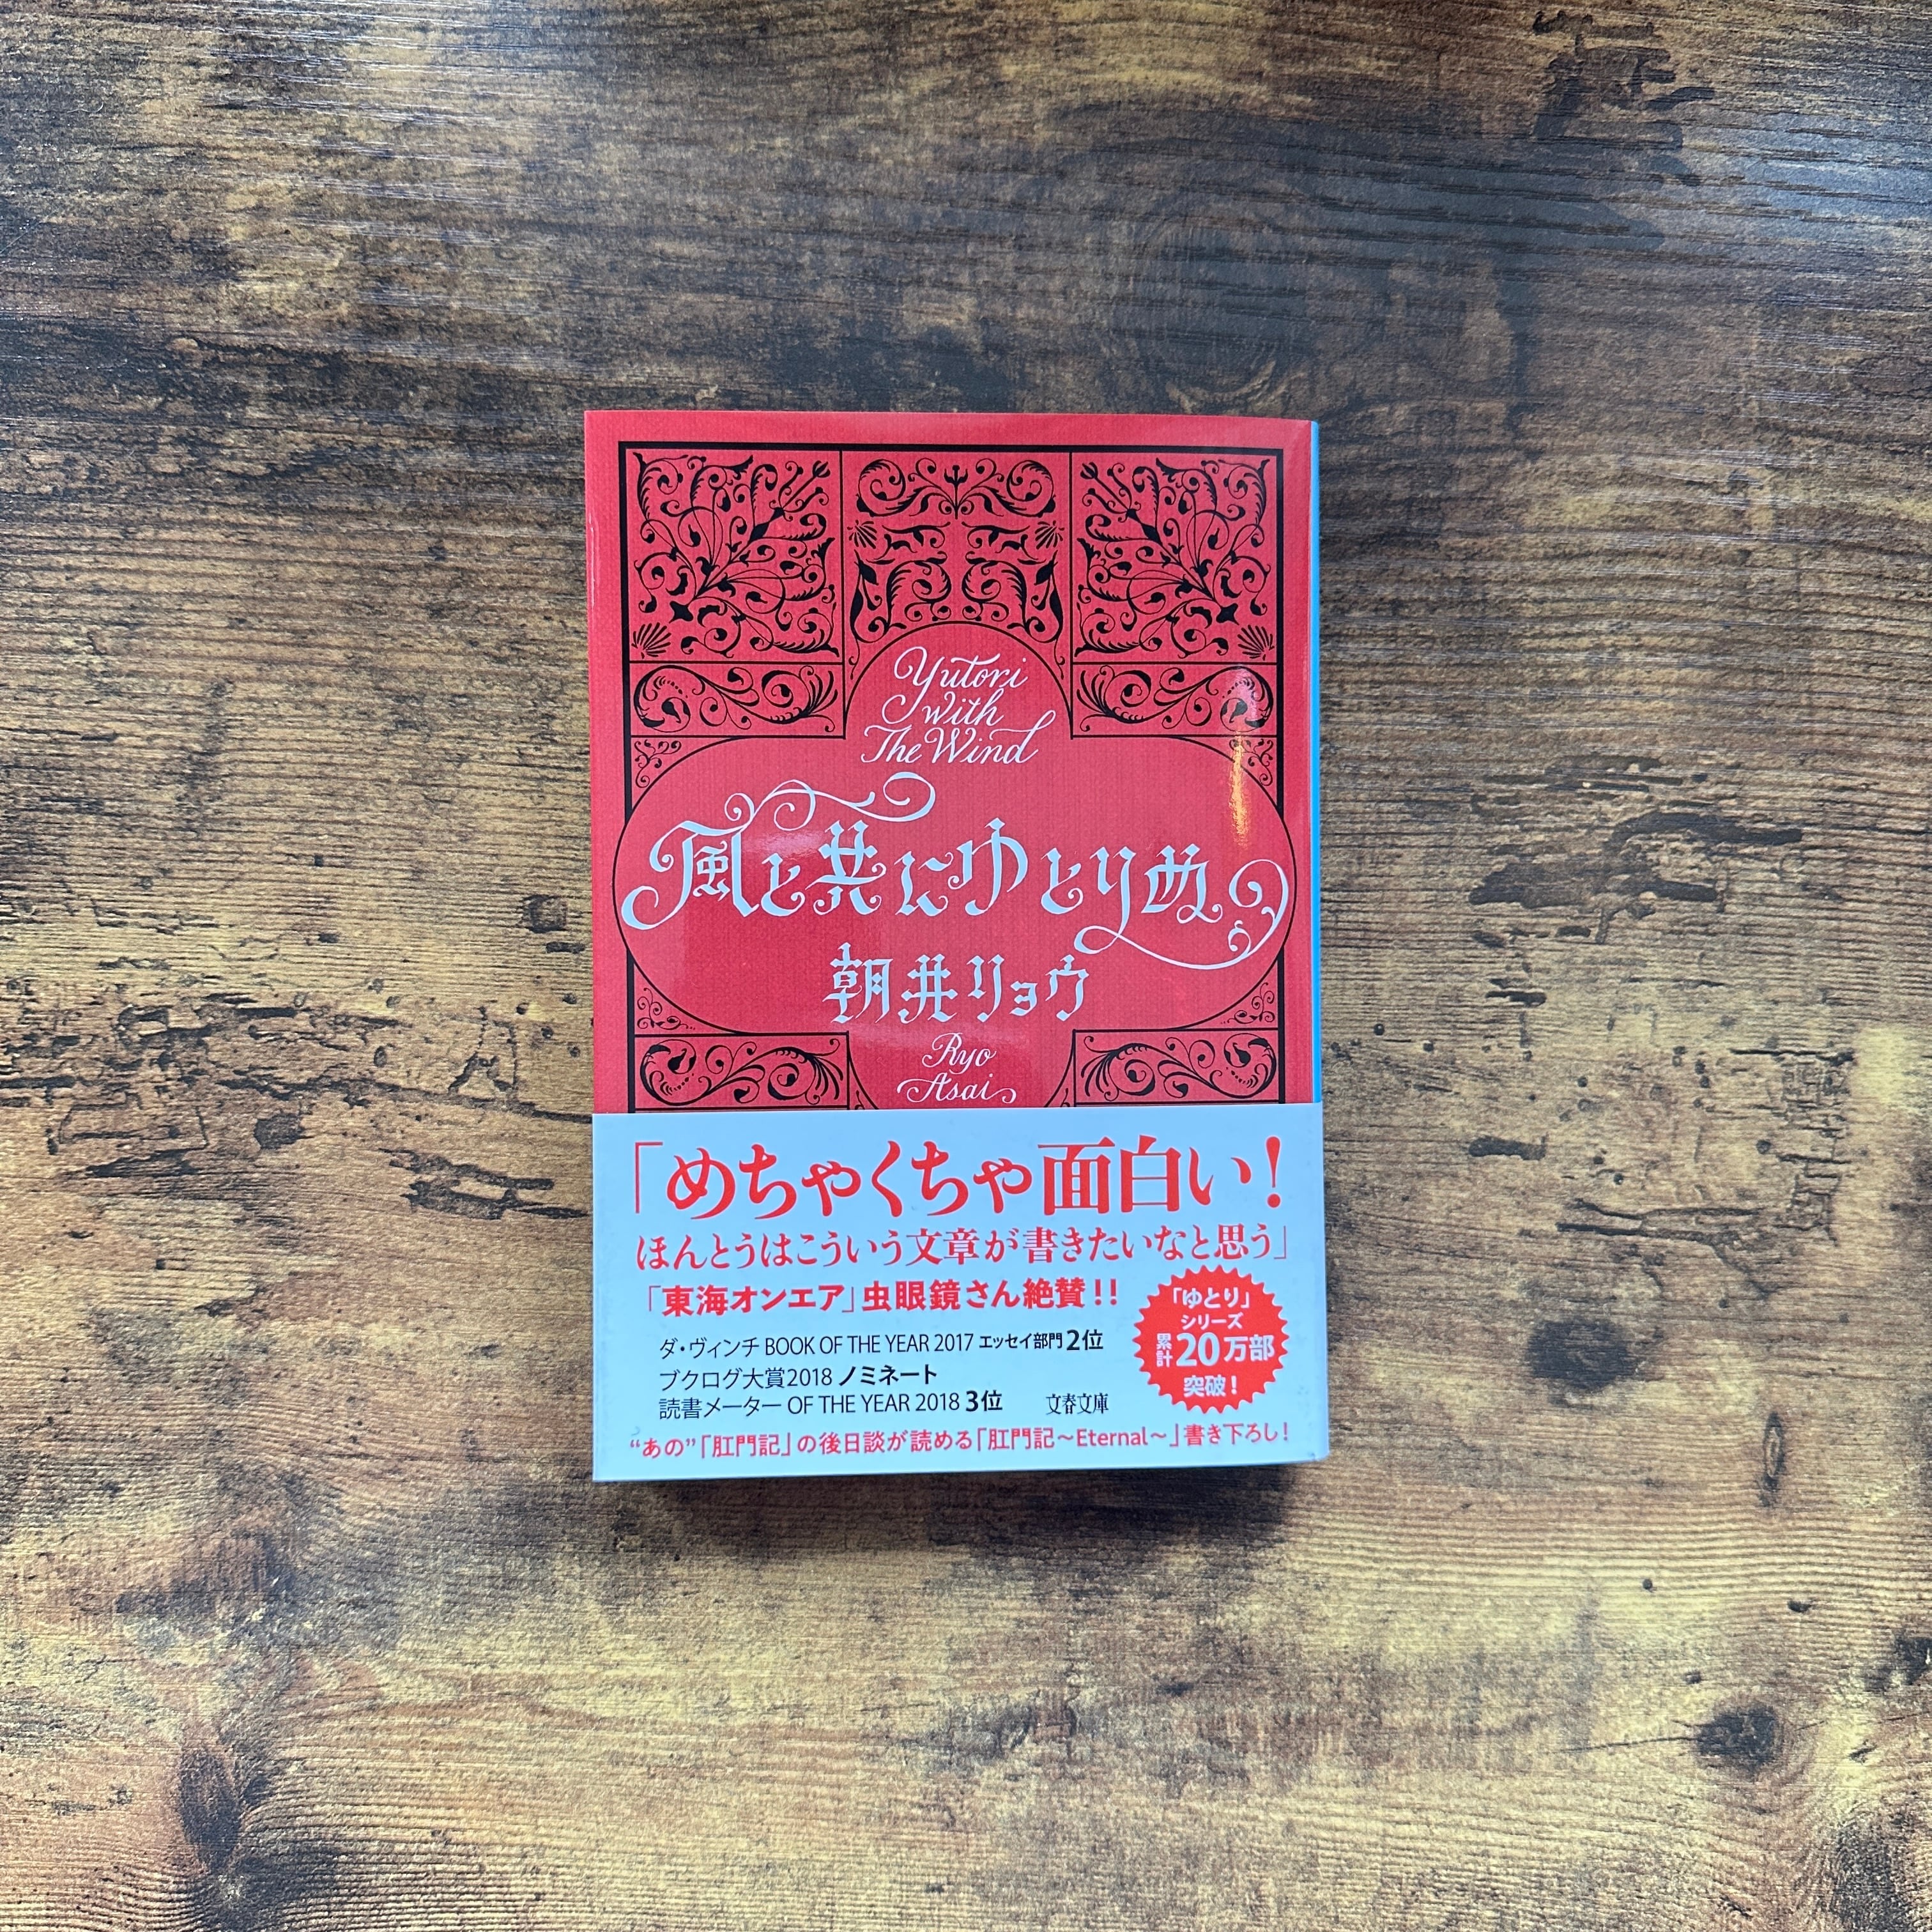 Yutori
with
The Wind
風と共にゆとりぬ
朝井リョウ
Ryo
Asai
「めちゃくちゃ面白い!
ほんとうはこういう文章が書きたいなと思う」
「東海オンエア」虫眼鏡さん絶賛!!
ダ・ヴィンチ BOOK OF THE YEAR 2017 エッセイ部門2位
ブクログ大賞2018 ノミネート
読書メーター OF THE YEAR 2018 3位
文春文庫
「ゆとり」
シリーズ
累計20万部
突破!
“あの”「肛門記」の後日談が読める「肛門記〜Eternal〜」書き下ろし!